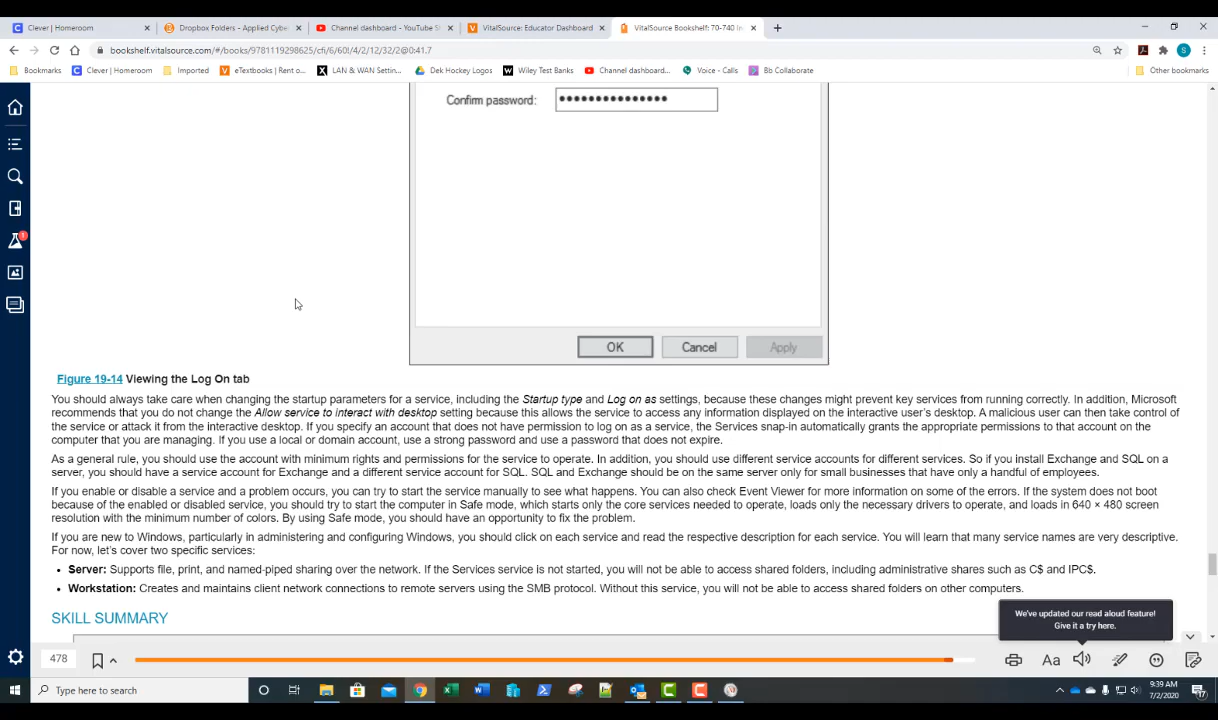 Clever | Homeroom
Dropbox Folders - Applied Cyber
Channel dashboard - YouTube S
VitalSource: Educator Dashboard
VitalSource Bookshelf: 70-740 In
bookshelf.vitalsource.com/#/books/9781119298625/cfi/6/60!/4/2/12/32/2@0:41.7
S
Bookmarks
Clever | Homeroom
Imported
eTextbooks | Rent o...
LAN & WAN Settin...
Dek Hockey Logos
Wiley Test Banks
Channel dashboard...
Voice - Calls
Bb Collaborate
Other bookmarks
Confirm password:
OK
Cancel
Apply
Figure 19-14 Viewing the Log On tab
You should always take care when changing the startup parameters for a service, including the Startup type and Log on as settings, because these changes might prevent key services from running correctly. In addition, Microsoft
recommends that you do not change the Allow service to interact with desktop setting because this allows the service to access any information displayed on the interactive user's desktop. A malicious user can then take control of
the service or attack it from the interactive desktop. If you specify an account that does not have permission to log on as a service, the Services snap-in automatically grants the appropriate permissions to that account on the
computer that you are managing. If you use a local or domain account, use a strong password and use a password that does not expire.
As a general rule, you should use the account with minimum rights and permissions for the service to operate. In addition, you should use different service accounts for different services. So if you install Exchange and SQL on a
server, you should have a service account for Exchange and a different service account for SQL. SQL and Exchange should be on the same server only for small businesses that have only a handful of employees.
If you enable or disable a service and a problem occurs, you can try to start the service manually to see what happens. You can also check Event Viewer for more information on some of the errors. If the system does not boot
because of the enabled or disabled service, you should try to start the computer in Safe mode, which starts only the core services needed to operate, loads only the necessary drivers to operate, and loads in 640 × 480 screen
resolution with the minimum number of colors. By using Safe mode, you should have an opportunity to fix the problem.
If you are new to Windows, particularly in administering and configuring Windows, you should click on each service and read the respective description for each service. You will learn that many service names are very descriptive.
For now, let's cover two specific services:
• Server: Supports file, print, and named-piped sharing over the network. If the Services service is not started, you will not be able to access shared folders, including administrative shares such as C$ and IPC$.
• Workstation: Creates and maintains client network connections to remote servers using the SMB protocol. Without this service, you will not be able to access shared folders on other computers.
SKILL SUMMARY
We've updated our read aloud feature!
Give it a try here.
478
Aa
Type here to search
9:39 AM
7/2/2020